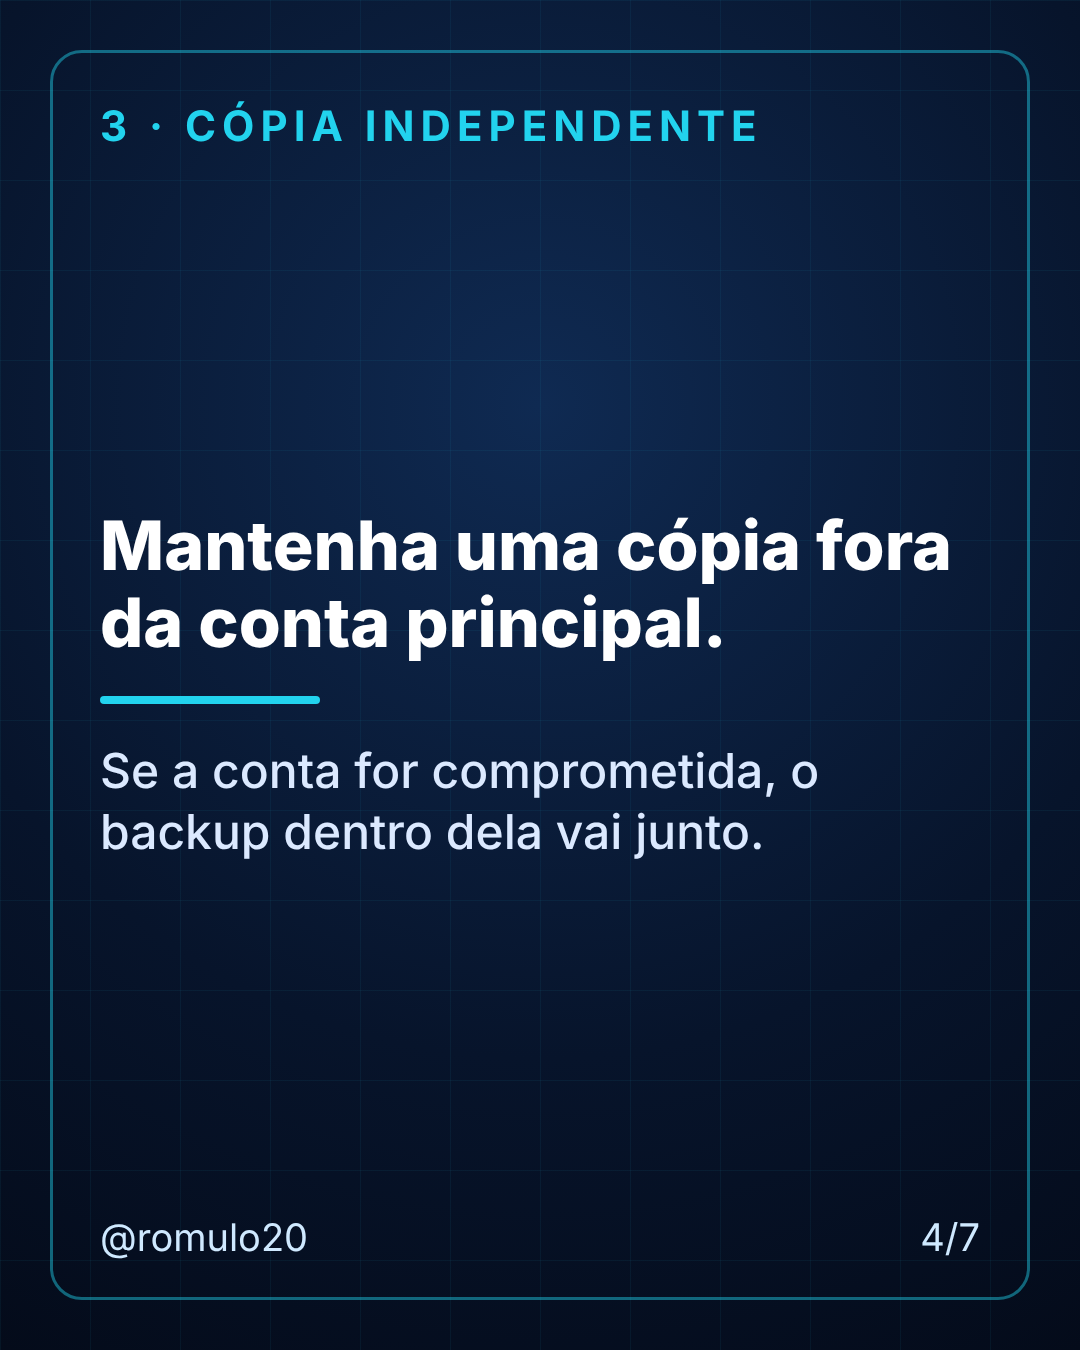 3 · CÓPIA INDEPENDENTE
Mantenha uma cópia fora
da conta principal.
Se a conta for comprometida, o
backup dentro dela vai junto.
@romulo20
4/7